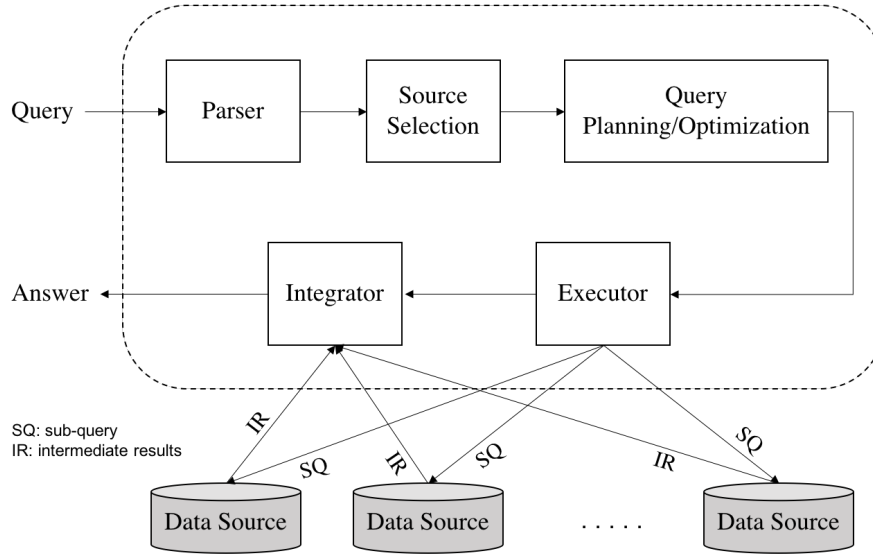 Query
Parser
Source
Selection
Query
Planning/Optimization
Answer
Integrator
Executor
SQ: sub-query
IR: intermediate results
IR
SQ
IR
SQ
IR
SQ
Data Source
Data Source
. . . . .
Data Source